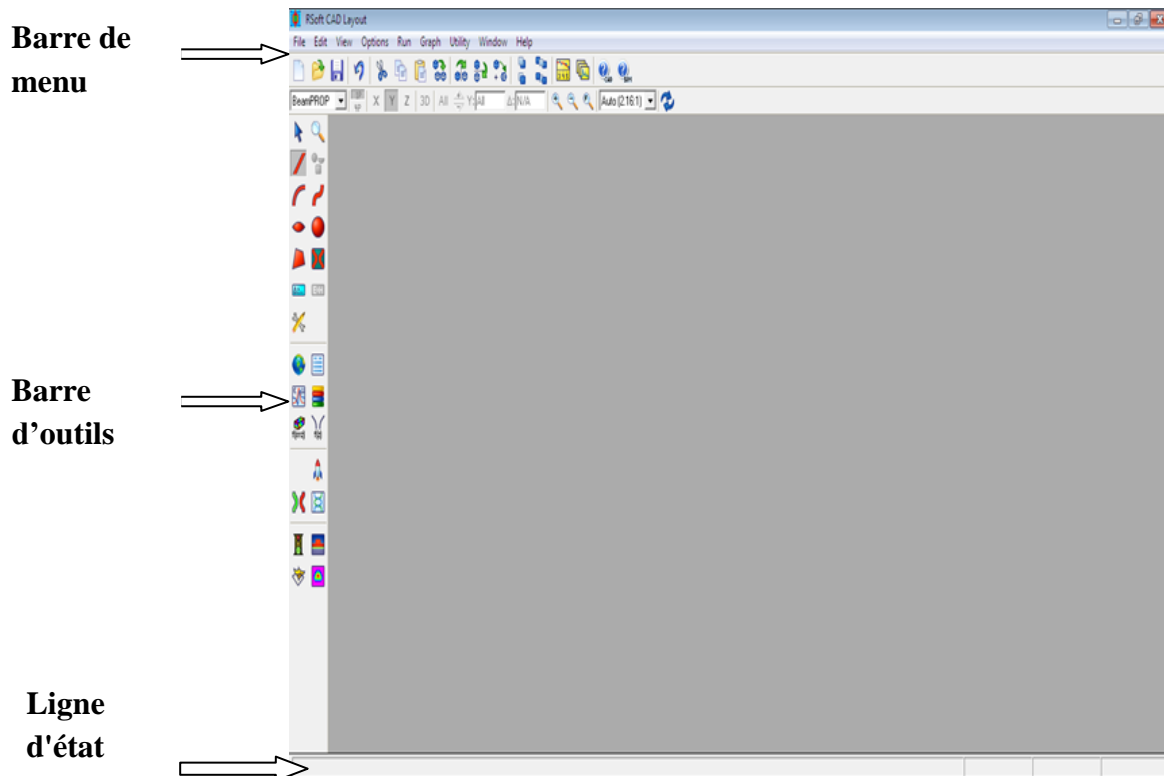 RSoft CAD Layout
Barre de
menu
File Edit View Options Run Graph Utility Window Help
BeamPROP X Y Z 3D All Y: All Δ: N/A Auto (2.16:1)
Barre
d’outils
Ligne
d'état